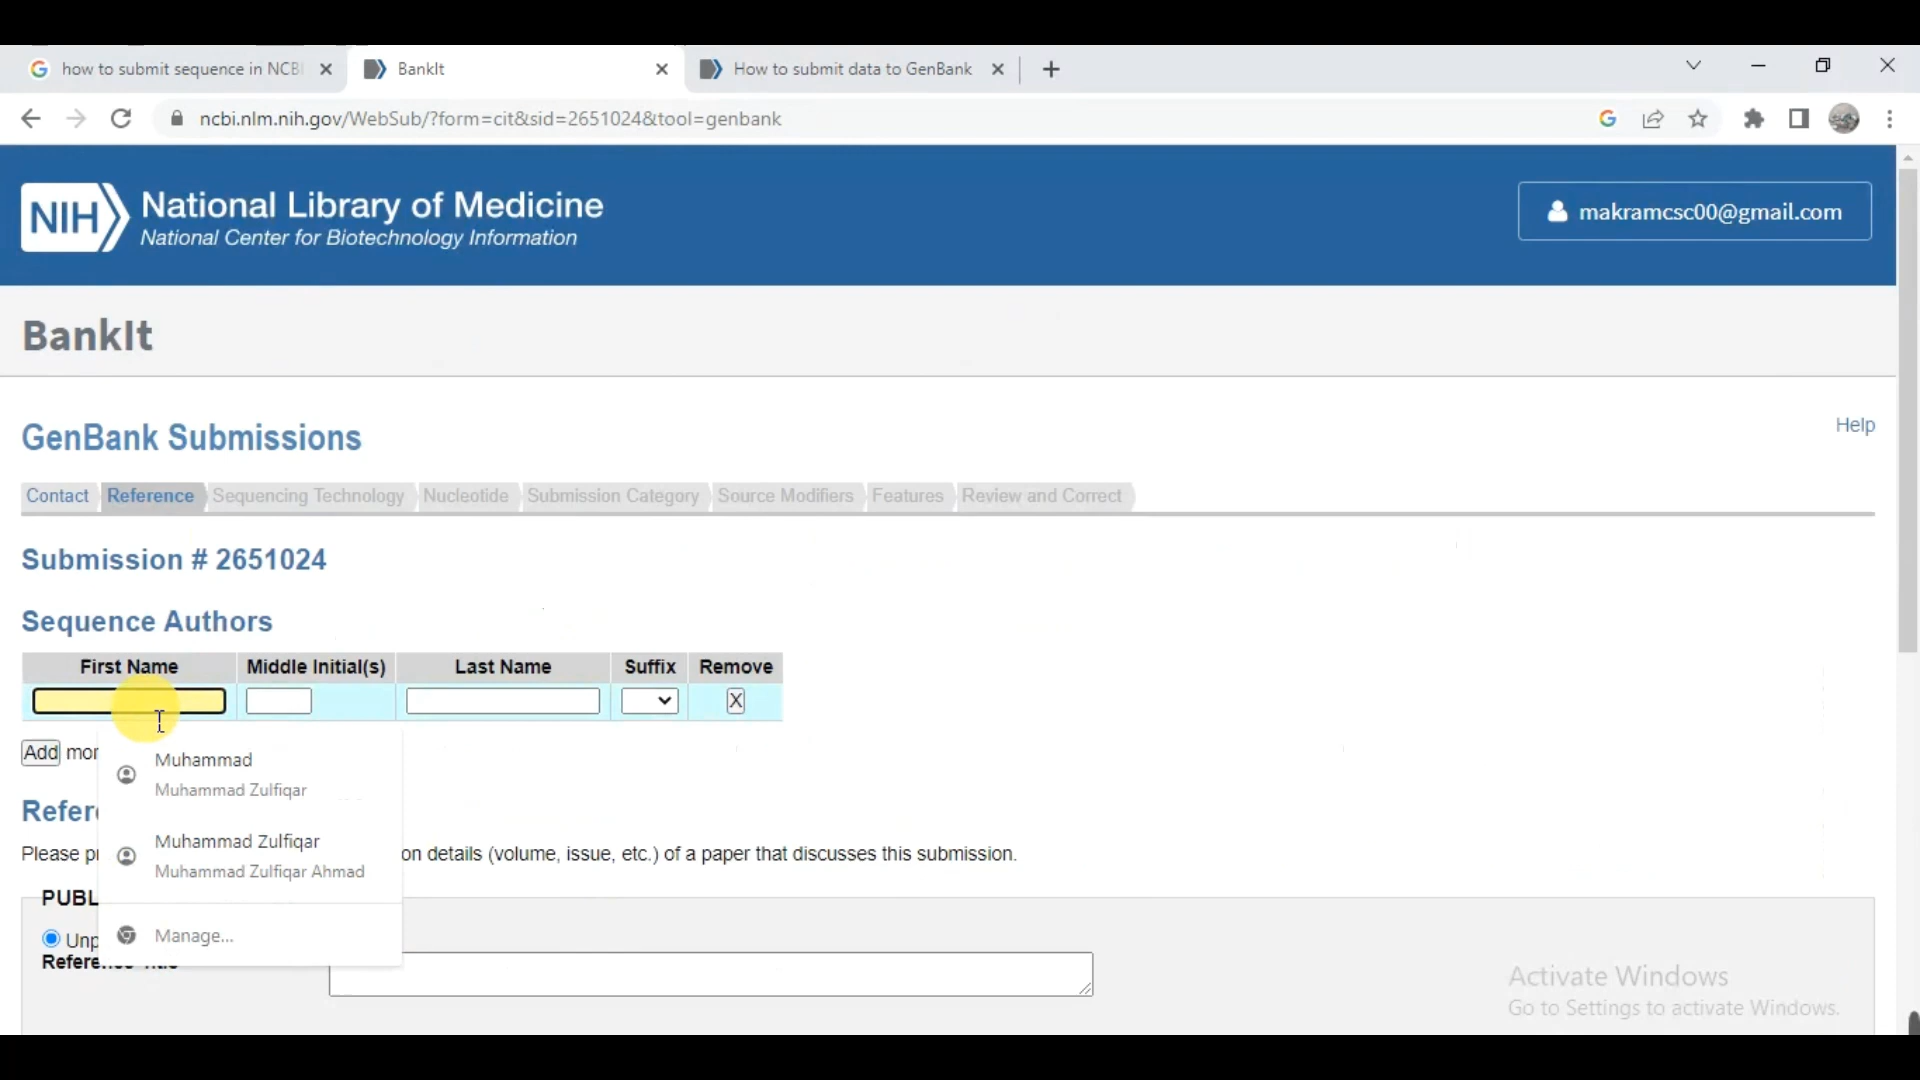 how to submit sequence in NCBI
BankIt
How to submit data to GenBank
ncbi.nlm.nih.gov/WebSub/?form=cit&sid=2651024&tool=genbank
NIH
National Library of Medicine
National Center for Biotechnology Information
makramcsc00@gmail.com
BankIt
GenBank Submissions
Help
Contact Reference Sequencing Technology Nucleotide Submission Category Source Modifiers Features Review and Correct
Submission # 2651024
Sequence Authors
First Name Middle Initial(s) Last Name Suffix Remove
X
Add
Muhammad
Muhammad Zulfiqar
Muhammad Zulfiqar
Muhammad Zulfiqar Ahmad
Manage...
Please on details (volume, issue, etc.) of a paper that discusses this submission.
Activate Windows
Go to Settings to activate Windows.